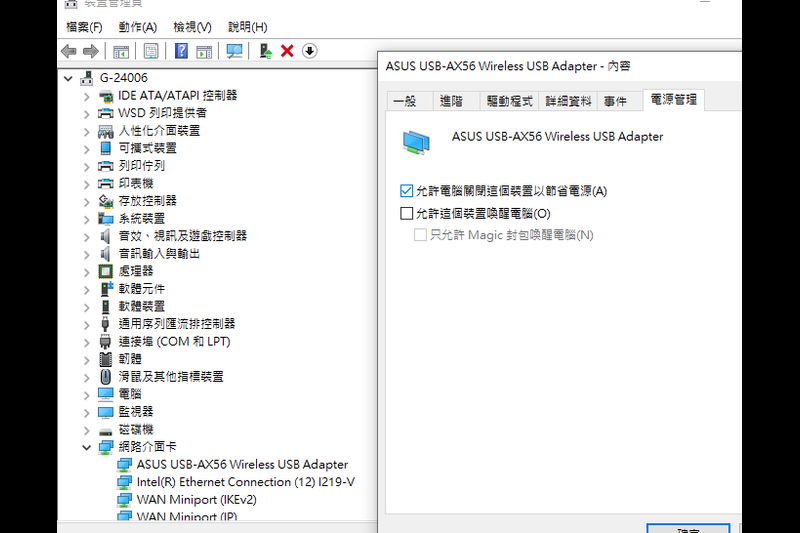 裝置管理員
檔案(F) 動作(A) 檢視(V) 說明(H)
G-24006
IDE ATA/ATAPI 控制器
WSD 列印提供者
人性化介面裝置
可攜式裝置
列印佇列
印表機
存放控制器
系統裝置
音效、視訊及遊戲控制器
音訊輸入與輸出
處理器
軟體元件
軟體裝置
通用序列匯流排控制器
連接埠 (COM 和 LPT)
韌體
滑鼠及其他指標裝置
電腦
監視器
磁碟機
網路介面卡
ASUS USB-AX56 Wireless USB Adapter
Intel(R) Ethernet Connection (12) I219-V
WAN Miniport (IKEv2)
WAN Miniport (IP)
ASUS USB-AX56 Wireless USB Adapter - 內容
一般 進階 驅動程式 詳細資料 事件 電源管理
ASUS USB-AX56 Wireless USB Adapter
允許電腦關閉這個裝置以節省電源(A)
允許這個裝置喚醒電腦(O)
只允許 Magic 封包喚醒電腦(N)
確定